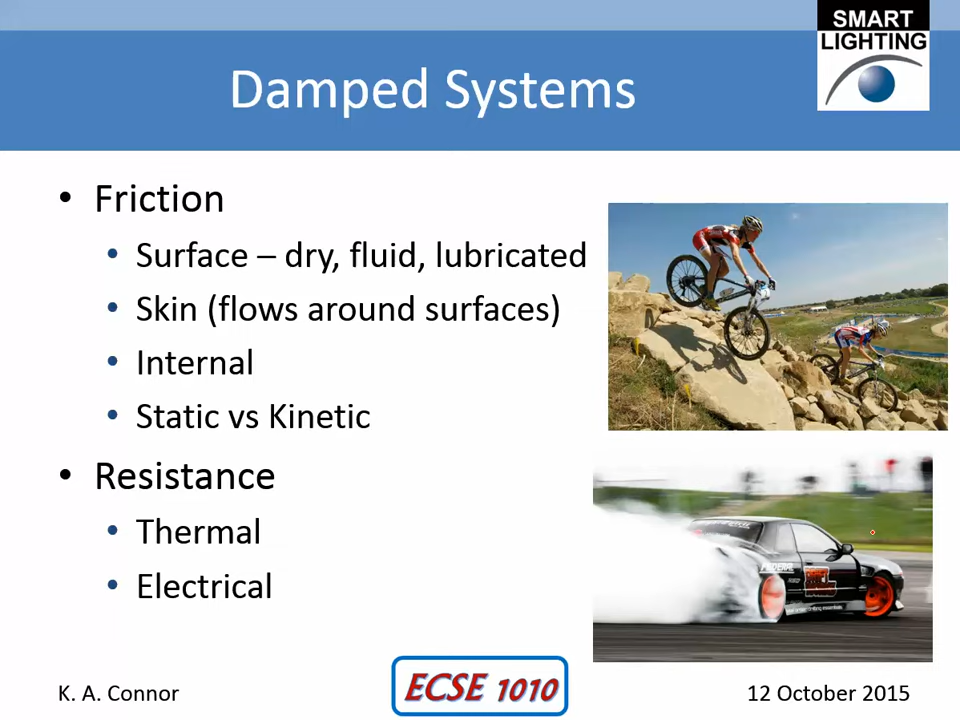 SMART
LIGHTING
Damped Systems
• Friction
• Surface – dry, fluid, lubricated
• Skin (flows around surfaces)
• Internal
• Static vs Kinetic
• Resistance
• Thermal
• Electrical
FEDERAL
K. A. Connor
ECSE 1010
12 October 2015